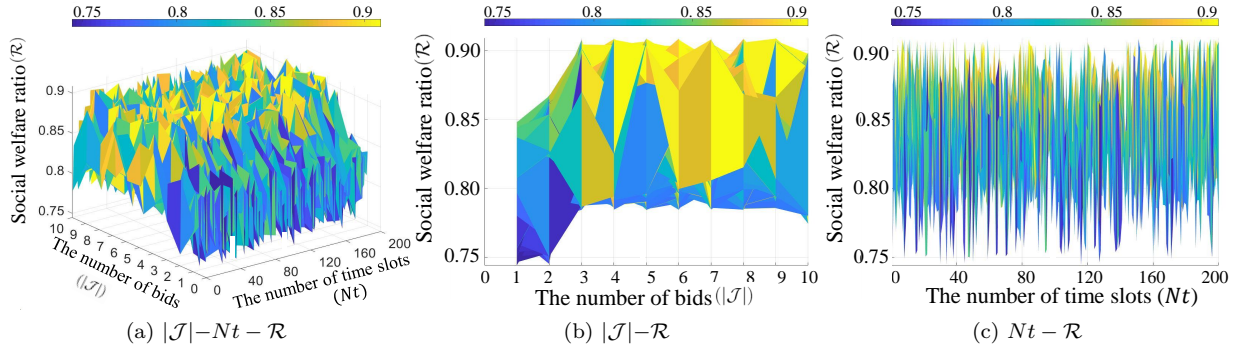 0.75 0.8 0.85 0.9
Social welfare ratio (ℛ)
0.9
0.85
0.8
0.75
10 9 8 7 6 5 4 3 2 1 0
The number of bids
(|𝒥|)
40 80 120 160 200
The number of time slots
(Nt)
(a) |𝒥|−Nt − ℛ
0.75 0.8 0.85 0.9
Social welfare ratio (ℛ)
0.90
0.85
0.80
0.75
0 1 2 3 4 5 6 7 8 9 10
The number of bids (|𝒥|)
(b) |𝒥|−ℛ
0.75 0.8 0.85 0.9
Social welfare ratio (ℛ)
0.90
0.85
0.80
0.75
0 40 80 120 160 200
The number of time slots (Nt)
(c) Nt − ℛ